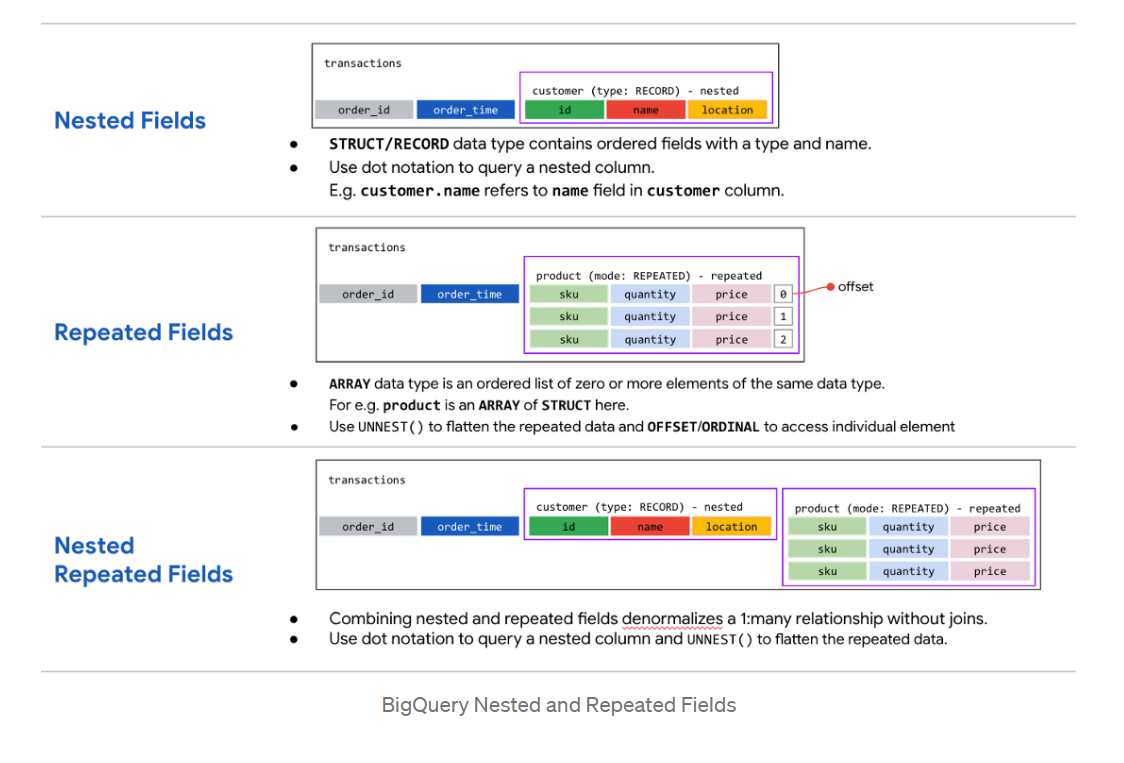 transactions
customer (type: RECORD) - nested
order_id order_time id name location
Nested Fields
● STRUCT/RECORD data type contains ordered fields with a type and name.
● Use dot notation to query a nested column.
E.g. customer.name refers to name field in customer column.
transactions
product (mode: REPEATED) - repeated
order_id order_time sku quantity price 0 offset
sku quantity price 1
sku quantity price 2
Repeated Fields
● ARRAY data type is an ordered list of zero or more elements of the same data type.
For e.g. product is an ARRAY of STRUCT here.
● Use UNNEST() to flatten the repeated data and OFFSET/ORDINAL to access individual element
transactions
customer (type: RECORD) - nested product (mode: REPEATED) - repeated
order_id order_time id name location sku quantity price
sku quantity price
sku quantity price
Nested
Repeated Fields
● Combining nested and repeated fields denormalizes a 1:many relationship without joins.
● Use dot notation to query a nested column and UNNEST() to flatten the repeated data.
BigQuery Nested and Repeated Fields